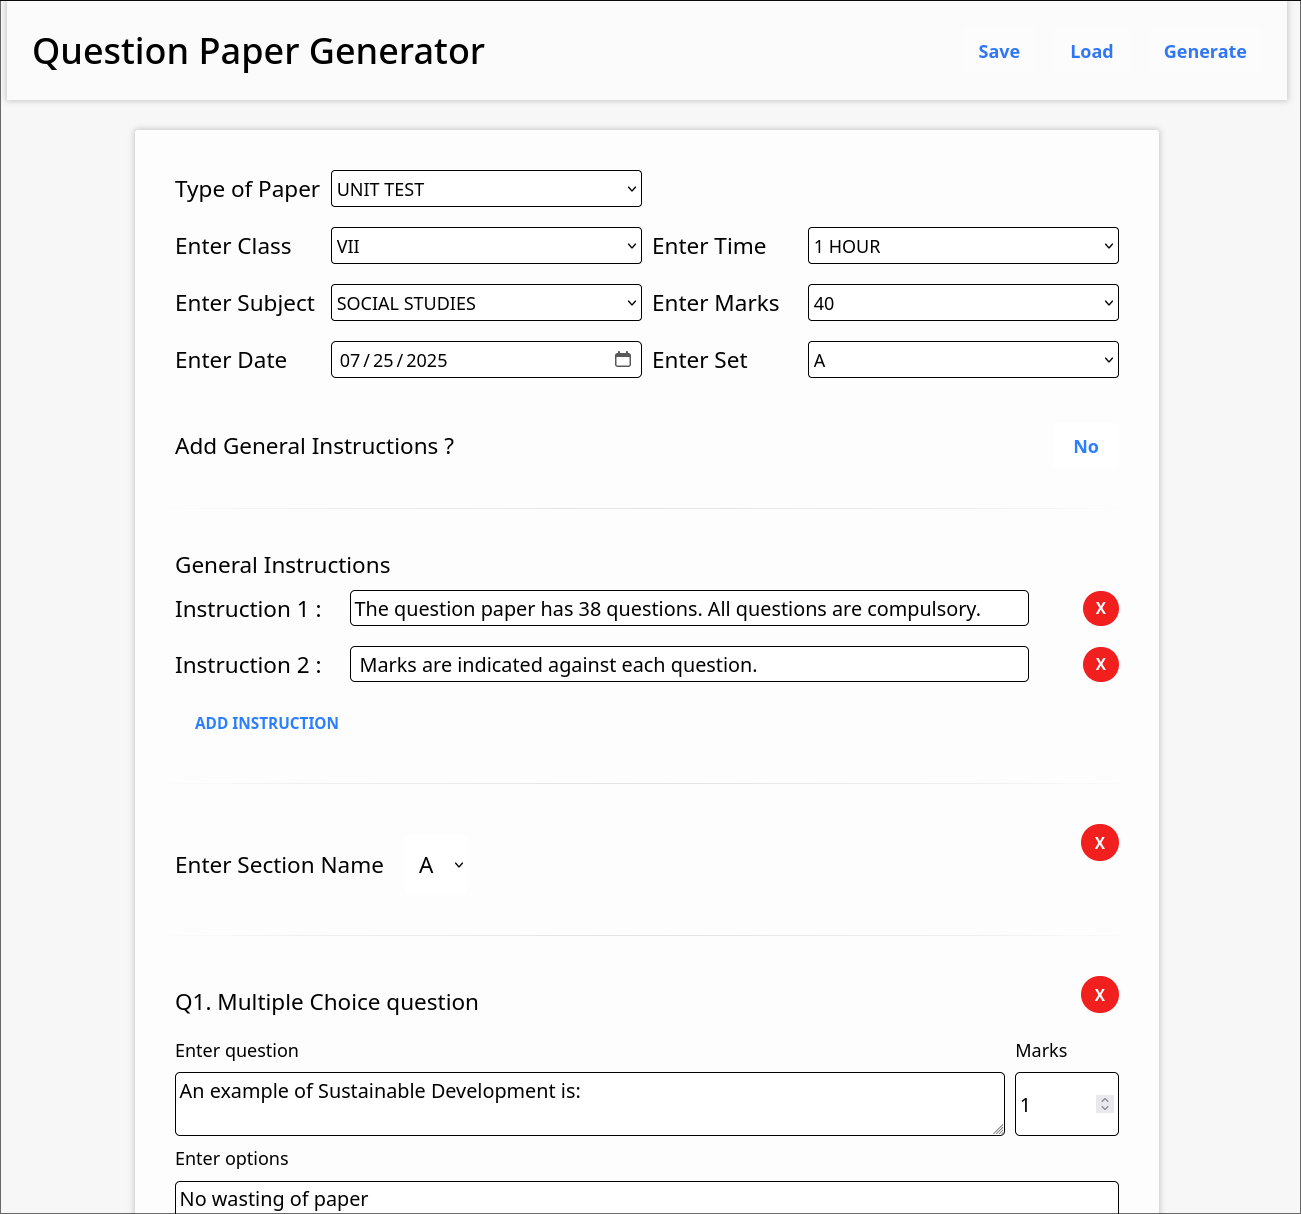 Question Paper Generator Save Load Generate
Type of Paper UNIT TEST
Enter Class VII Enter Time 1 HOUR
Enter Subject SOCIAL STUDIES Enter Marks 40
Enter Date 07/25/2025 Enter Set A
Add General Instructions ? No
General Instructions
Instruction 1 : The question paper has 38 questions. All questions are compulsory. X
Instruction 2 : Marks are indicated against each question. X
ADD INSTRUCTION
X
Enter Section Name A
X
Q1. Multiple Choice question
Enter question Marks
An example of Sustainable Development is:
1
Enter options
No wasting of paper